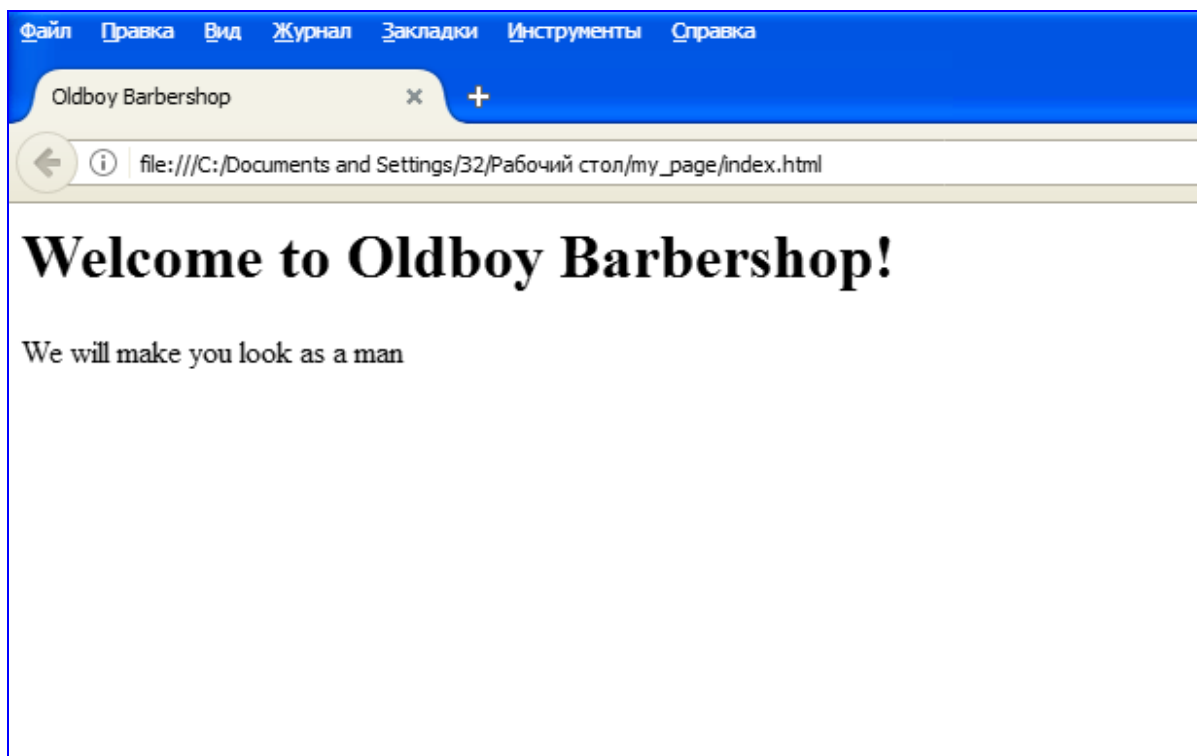 Файл Правка Вид Журнал Закладки Инструменты Справка
Oldboy Barbershop
file:///C:/Documents and Settings/32/Рабочий стол/my_page/index.html
Welcome to Oldboy Barbershop!
We will make you look as a man